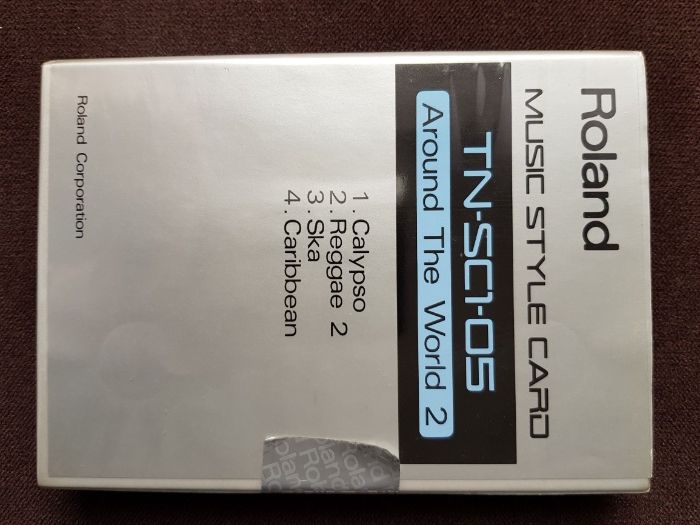 Roland
MUSIC STYLE CARD
TN-SC1-05
Around The World 2
1. Calypso
2. Reggae 2
3. Ska
4. Caribbean
Roland Corporation